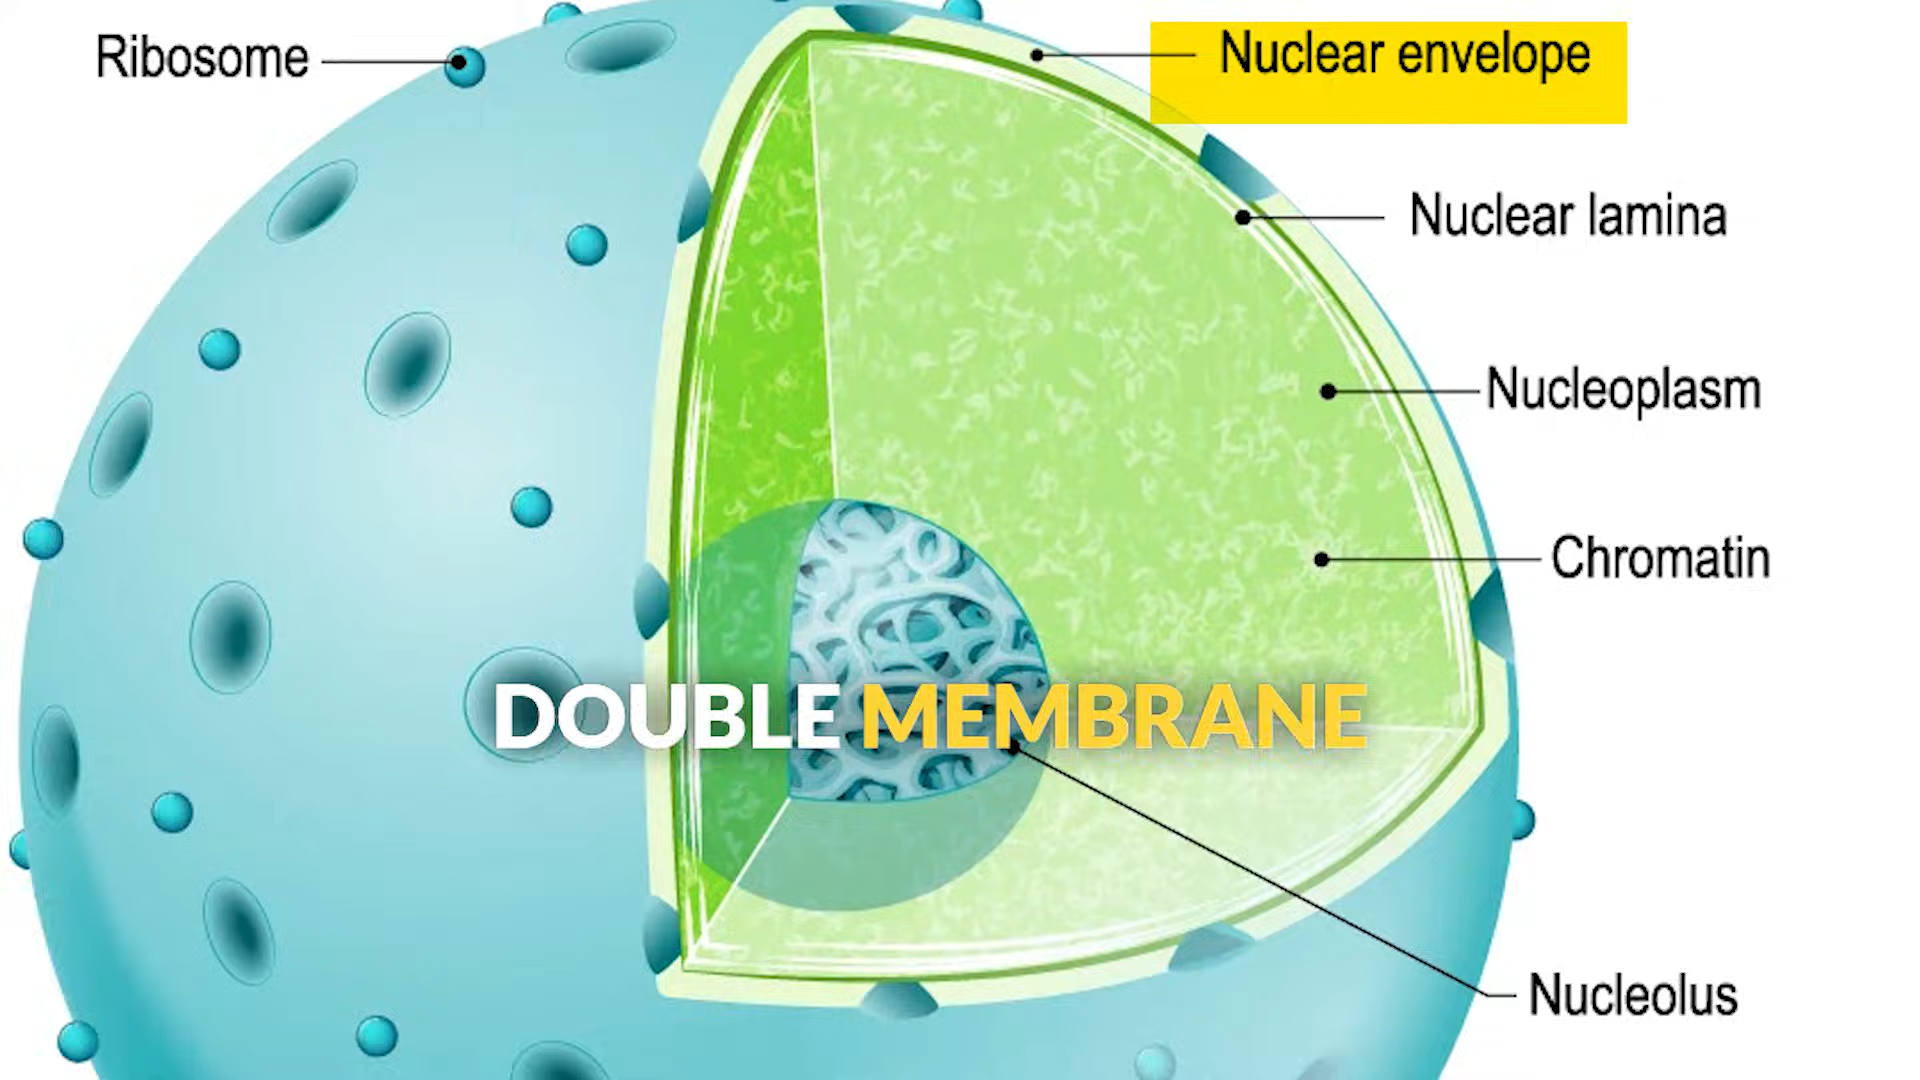 Ribosome
Nuclear envelope
Nuclear lamina
Nucleoplasm
Chromatin
DOUBLE MEMBRANE
Nucleolus